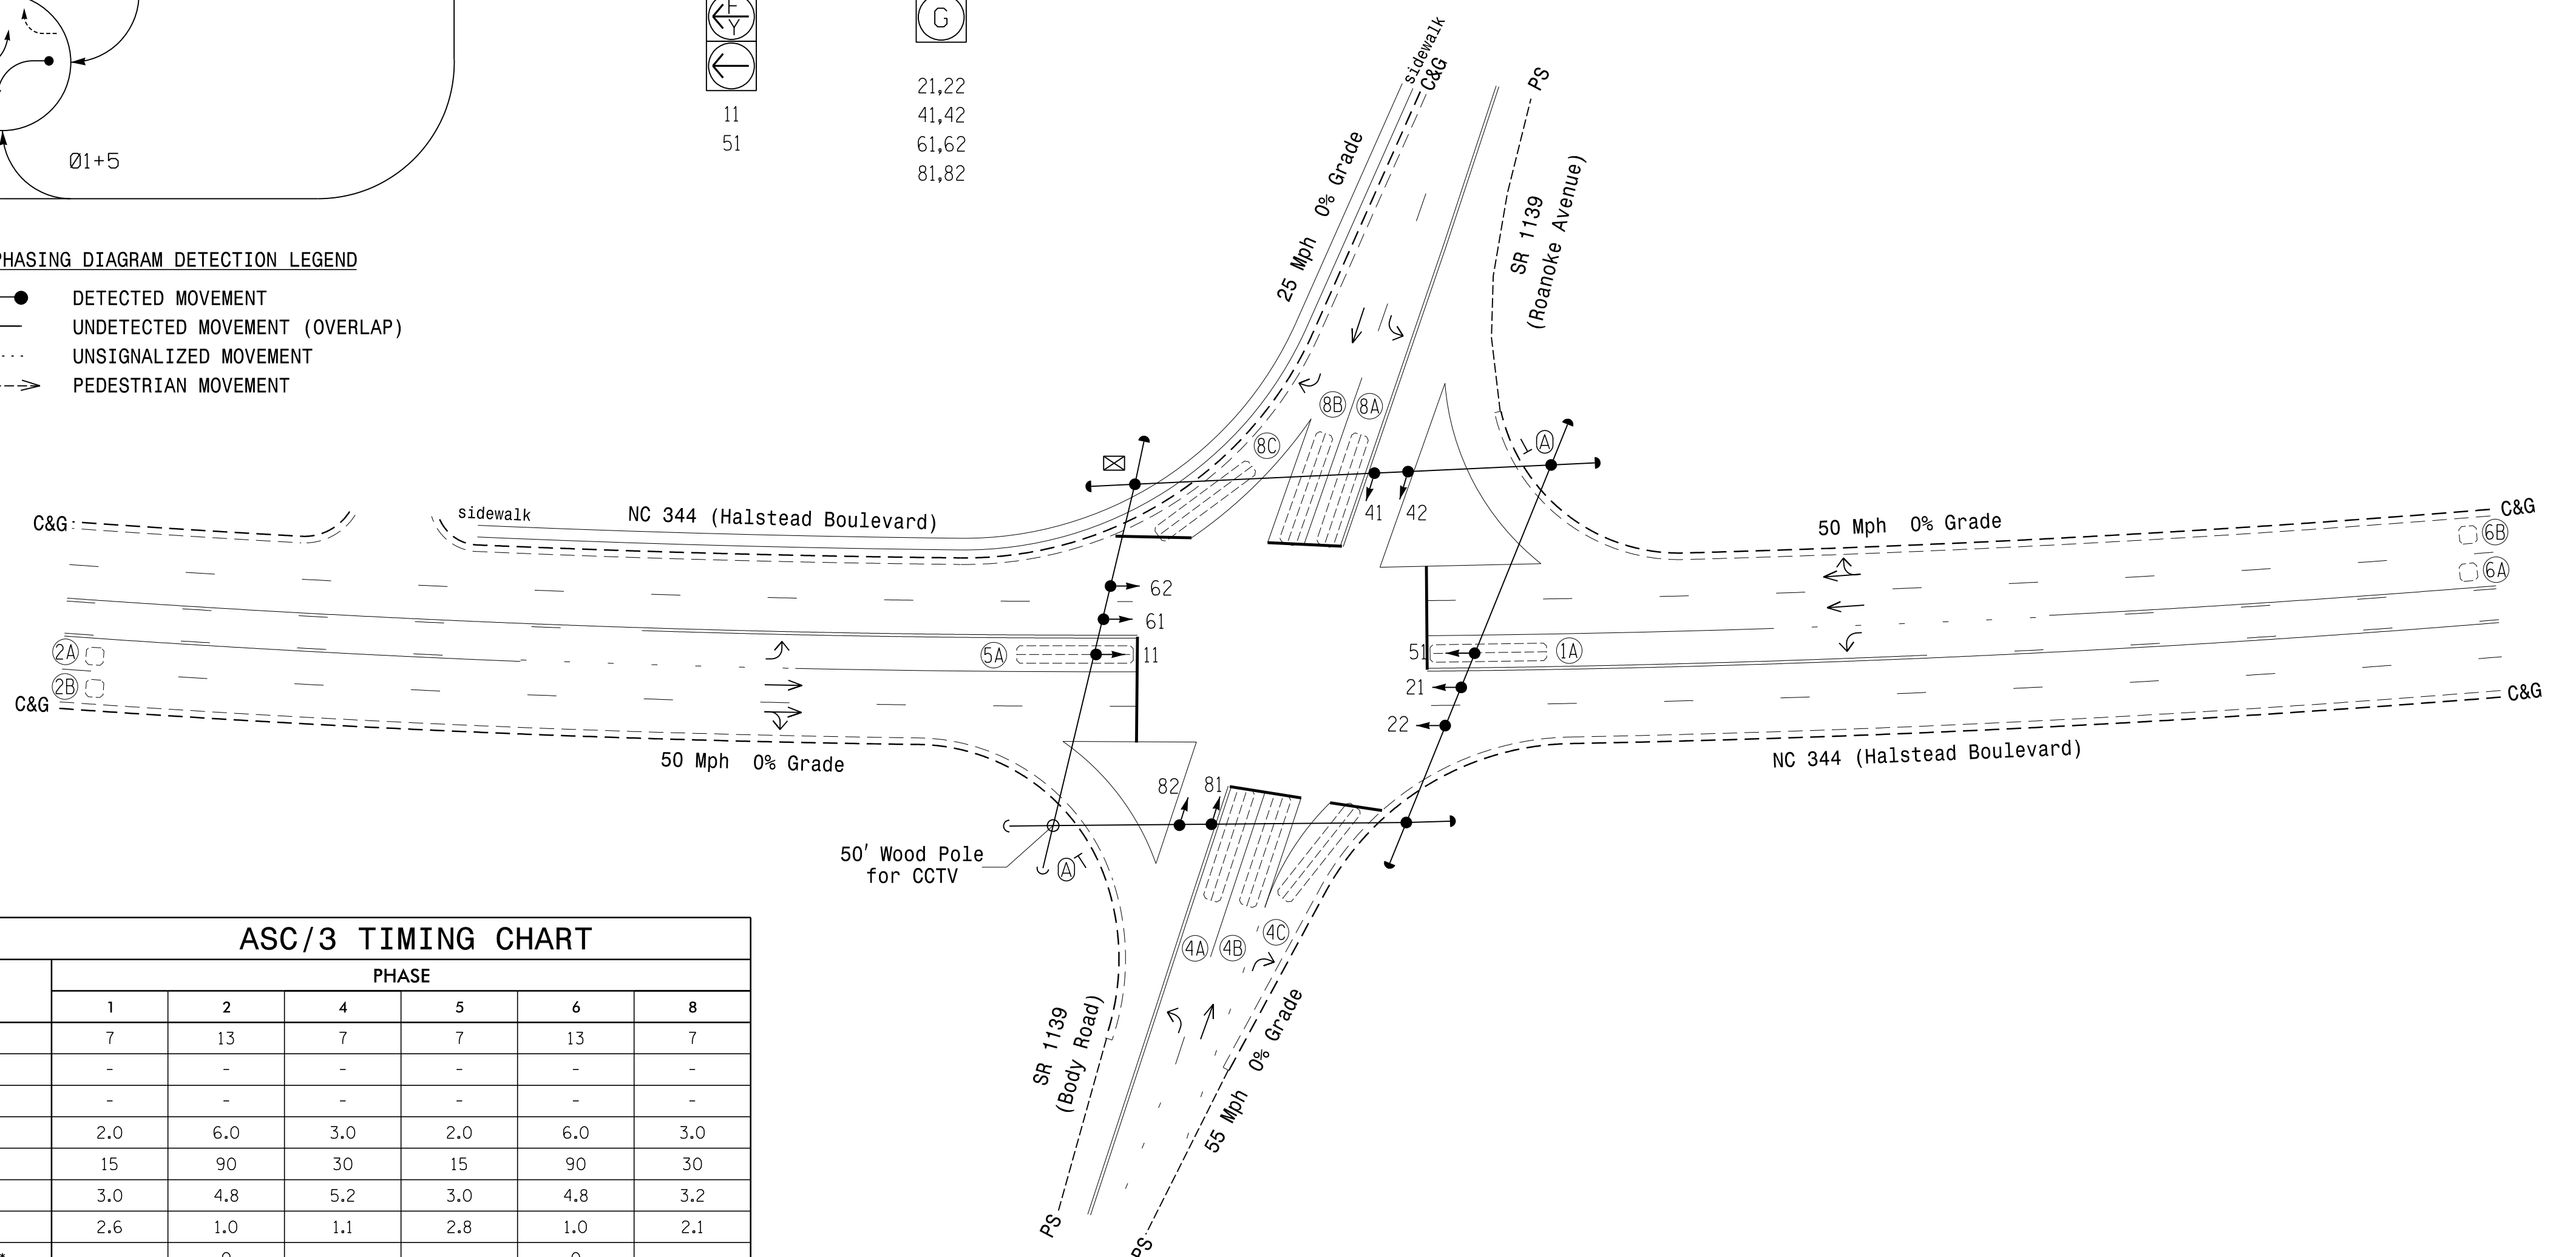 F
Y
G
11
51
21,22
41,42
61,62
81,82
Ø1+5
PHASING DIAGRAM DETECTION LEGEND
DETECTED MOVEMENT
UNDETECTED MOVEMENT (OVERLAP)
UNSIGNALIZED MOVEMENT
PEDESTRIAN MOVEMENT
sidewalk
C&G
PS
25 Mph 0% Grade
SR 1139
(Roanoke Avenue)
8B
8A
8C
A
41
42
C&G
sidewalk
NC 344 (Halstead Boulevard)
50 Mph 0% Grade
C&G
6B
6A
62
61
11
5A
2A
2B
C&G
51
1A
21
22
C&G
50 Mph 0% Grade
NC 344 (Halstead Boulevard)
82
81
50' Wood Pole
for CCTV
A
4A
4B
4C
SR 1139
(Body Road)
55 Mph 0% Grade
PS
PS
ASC/3 TIMING CHART
PHASE
1 2 4 5 6 8
7 13 7 7 13 7
- - - - - -
- - - - - -
2.0 6.0 3.0 2.0 6.0 3.0
15 90 30 15 90 30
3.0 4.8 5.2 3.0 4.8 3.2
2.6 1.0 1.1 2.8 1.0 2.1
*